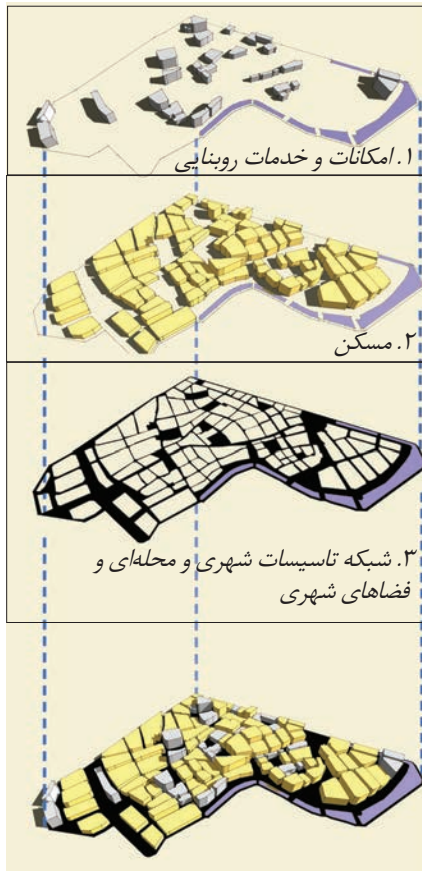 ۱. امکانات و خدمات روبنایی
۲. مسکن
۳. شبکه تاسیسات شهری و محله‌ای و
فضاهای شهری